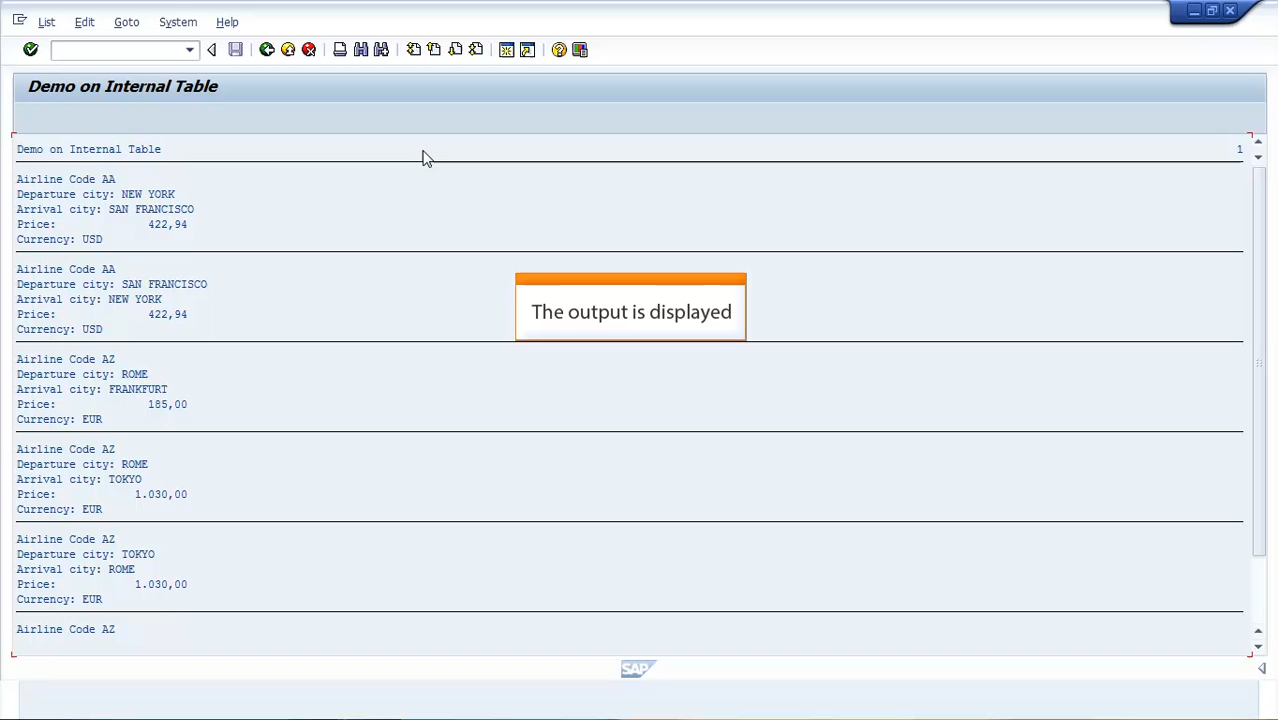 List Edit Goto System Help
Demo on Internal Table
Demo on Internal Table 1
Airline Code AA
Departure city: NEW YORK
Arrival city: SAN FRANCISCO
Price: 422,94
Currency: USD
Airline Code AA
Departure city: SAN FRANCISCO
Arrival city: NEW YORK
Price: 422,94
Currency: USD
The output is displayed
Airline Code AZ
Departure city: ROME
Arrival city: FRANKFURT
Price: 185,00
Currency: EUR
Airline Code AZ
Departure city: ROME
Arrival city: TOKYO
Price: 1.030,00
Currency: EUR
Airline Code AZ
Departure city: TOKYO
Arrival city: ROME
Price: 1.030,00
Currency: EUR
Airline Code AZ
SAP